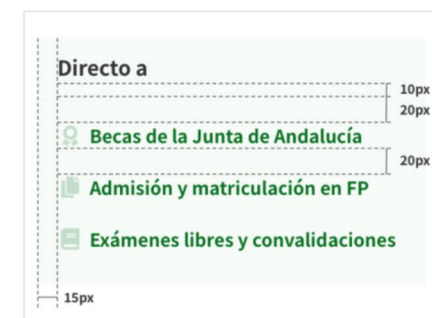 Directo a
10px
20px
Becas de la Junta de Andalucía
20px
Admisión y matriculación en FP
Exámenes libres y convalidaciones
15px